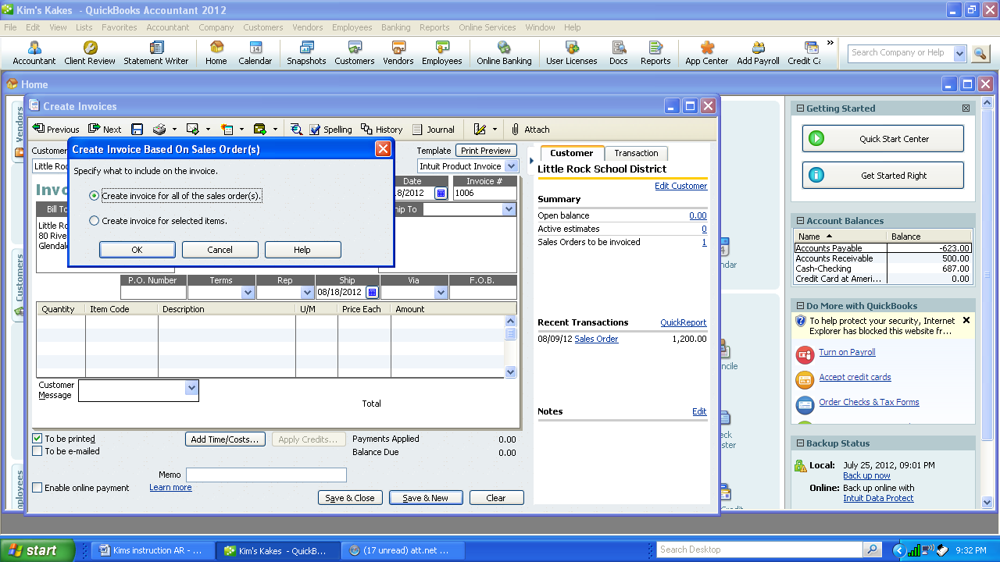 Kim's Kakes - QuickBooks Accountant 2012
File Edit View Lists Favorites Accountant Company Customers Vendors Employees Banking Reports Online Services Window Help
Accountant Client Review Statement Writer Home Calendar Snapshots Customers Vendors Employees Online Banking User Licenses Docs Reports App Center Add Payroll Credit Ca
Search Company or Help
Home
Vendors
Customers
ployees
Create Invoices
Previous Next Spelling History Journal Attach
Customer
Little Roc
Template Print Preview
Intuit Product Invoice
Create Invoice Based On Sales Order(s)
Specify what to include on the invoice.
Create invoice for all of the sales order(s).
Create invoice for selected items.
OK Cancel Help
Invo
Date Invoice #
8/2012 1006
Bill To
ip To
Little Ro
80 River
Glendale
P.O. Number Terms Rep Ship Via F.O.B.
08/18/2012
Quantity Item Code Description U/M Price Each Amount
Customer
Message
Total
To be printed
To be e-mailed
Add Time/Costs... Apply Credits...
Payments Applied 0.00
Balance Due 0.00
Memo
Enable online payment Learn more
Save & Close Save & New Clear
Customer Transaction
Little Rock School District
Edit Customer
Summary
Open balance 0.00
Active estimates 0
Sales Orders to be invoiced 1
Recent Transactions QuickReport
08/09/12 Sales Order 1,200.00
Notes Edit
4
ndar
ncile
eck
ster
Credit
Getting Started
Quick Start Center
Get Started Right
Account Balances
Name Balance
Accounts Payable -623.00
Accounts Receivable 500.00
Cash-Checking 687.00
Credit Card at Ameri... 0.00
Do More with QuickBooks
To help protect your security, Internet
Explorer has blocked this website fr...
Turn on Payroll
Accept credit cards
Order Checks & Tax Forms
Backup Status
Local: July 25, 2012, 09:01 PM
Back up now
Online: Back up online with
Intuit Data Protect
start Kims instruction AR - ... Kim's Kakes - QuickB... (17 unread) att.net ... Search Desktop 9:32 PM